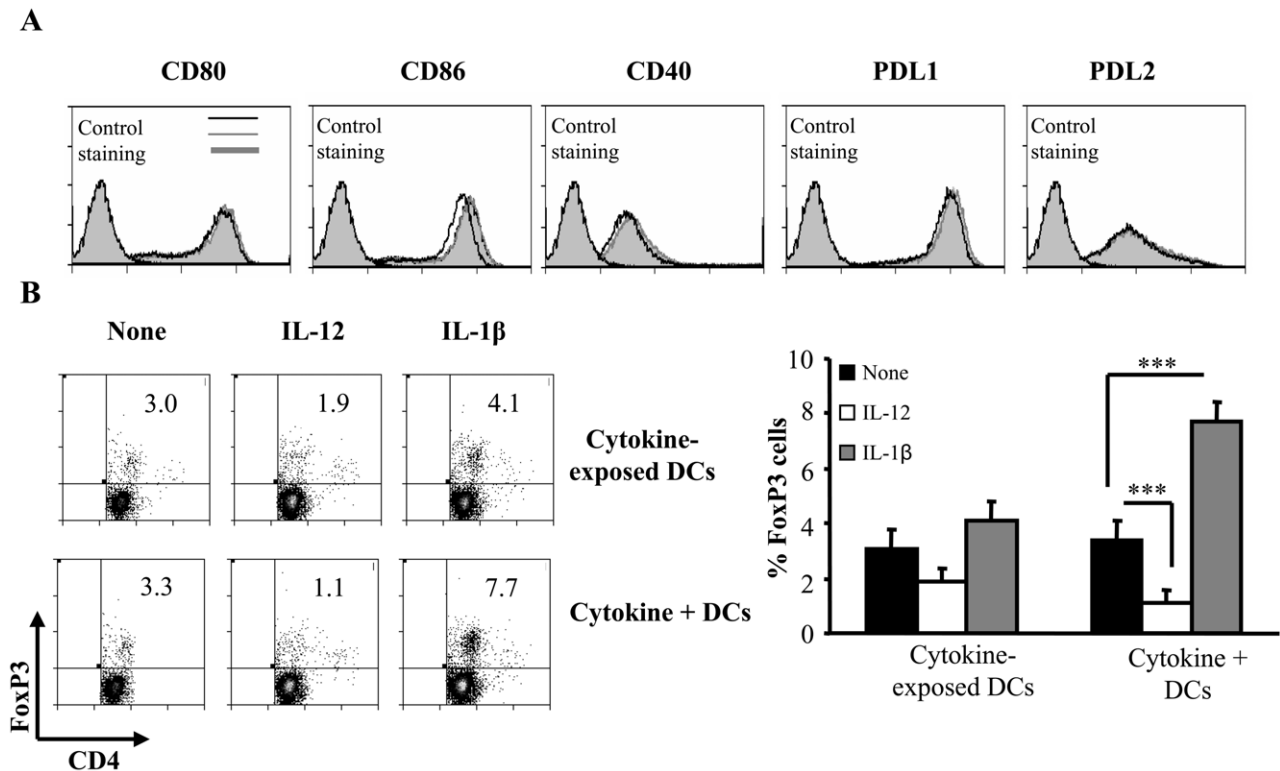 A
CD80
CD86
CD40
PDL1
PDL2
Control
staining
Control
staining
Control
staining
Control
staining
Control
staining
B
None
IL-12
IL-1β
3.0
1.9
4.1
Cytokine-
exposed DCs
3.3
1.1
7.7
Cytokine + DCs
FoxP3
CD4
% FoxP3 cells
10
8
6
4
2
0
None
IL-12
IL-1β
***
***
Cytokine-
exposed DCs
Cytokine +
DCs